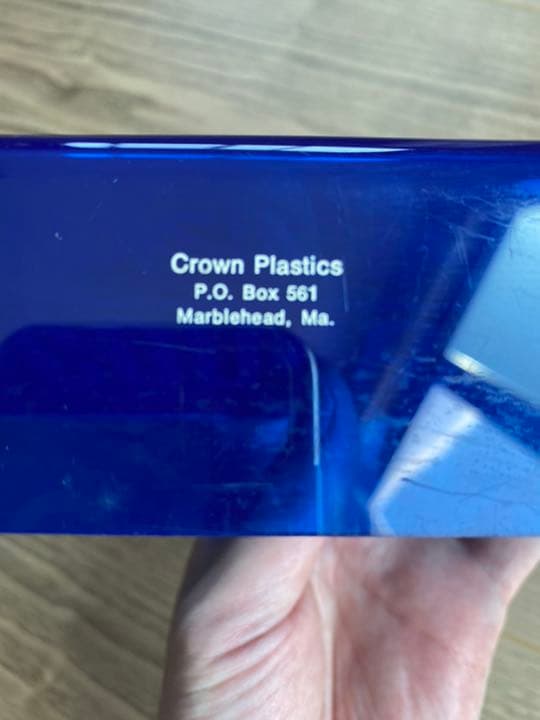 Crown Plastics
P.O. Box 561
Marblehead, Ma.